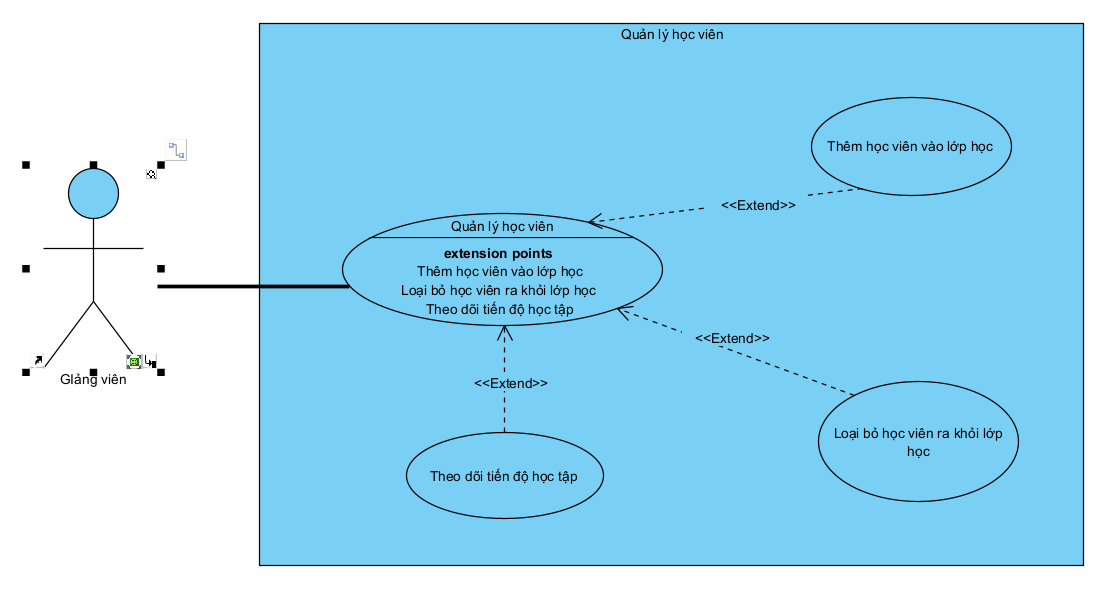 Quản lý học viên
Thêm học viên vào lớp học
<<Extend>>
Quản lý học viên
extension points
Thêm học viên vào lớp học
Loại bỏ học viên ra khỏi lớp học
Theo dõi tiến độ học tập
<<Extend>>
GIảng viên
<<Extend>>
Loại bỏ học viên ra khỏi lớp
học
Theo dõi tiến độ học tập